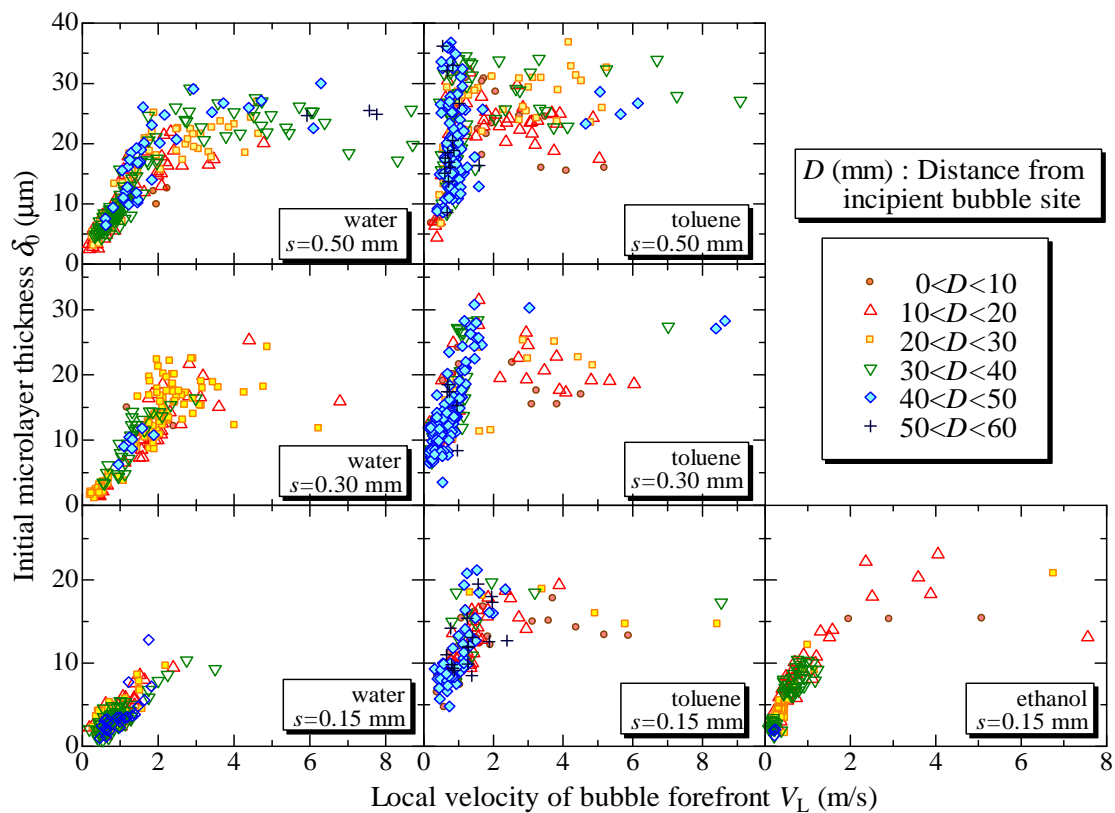 Initial microlayer thickness δ0 (μm)
40
30
20
10
0
water
s=0.50 mm
toluene
s=0.50 mm
D (mm) : Distance from
incipient bubble site
0<D<10
10<D<20
20<D<30
30<D<40
40<D<50
50<D<60
30
20
10
0
water
s=0.30 mm
toluene
s=0.30 mm
30
20
10
0
water
s=0.15 mm
toluene
s=0.15 mm
ethanol
s=0.15 mm
0 2 4 6 8 0 2 4 6 8 0 2 4 6 8
Local velocity of bubble forefront VL (m/s)